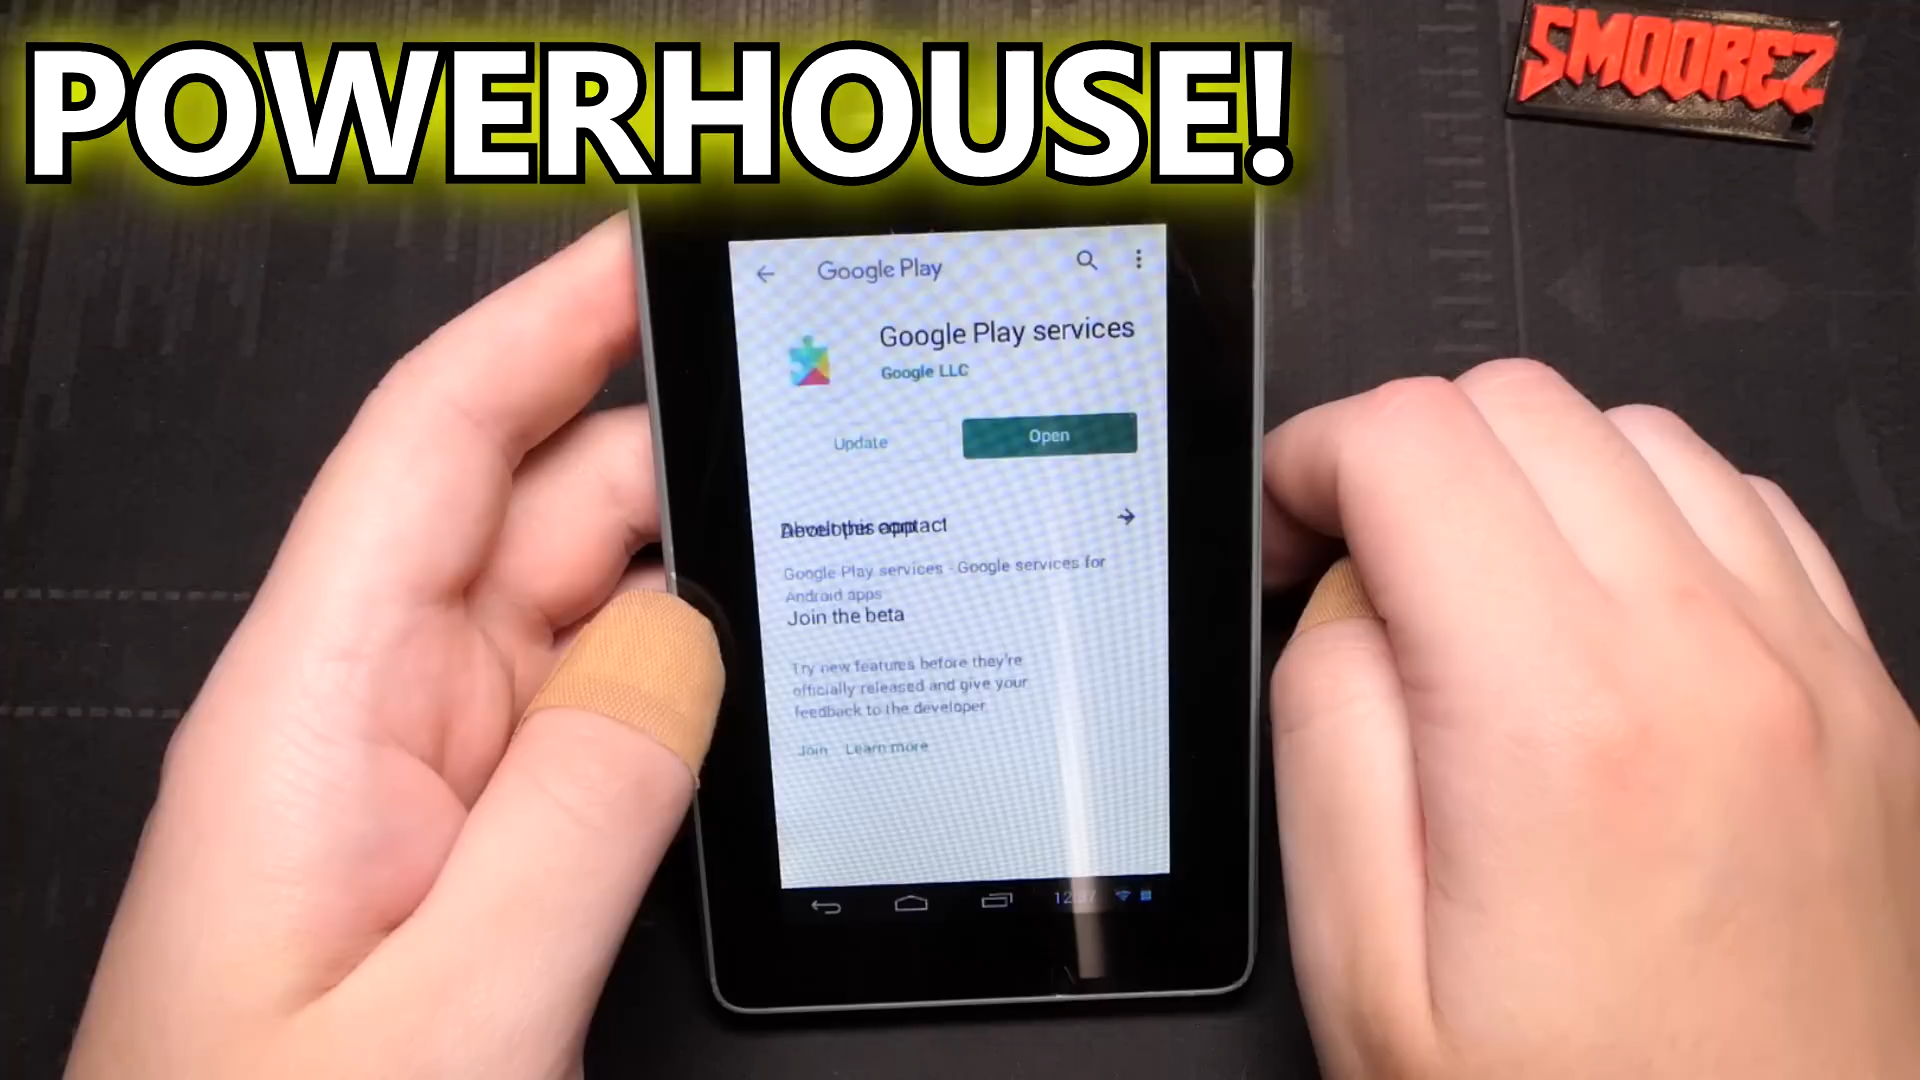 POWERHOUSE!
SMOOREZ
Google Play
Google Play services
Google LLC
Update
Open
Google Play services - Google services for
Android apps
Join the beta
Try new features before they're
officially released and give your
feedback to the developer
Join
Learn more